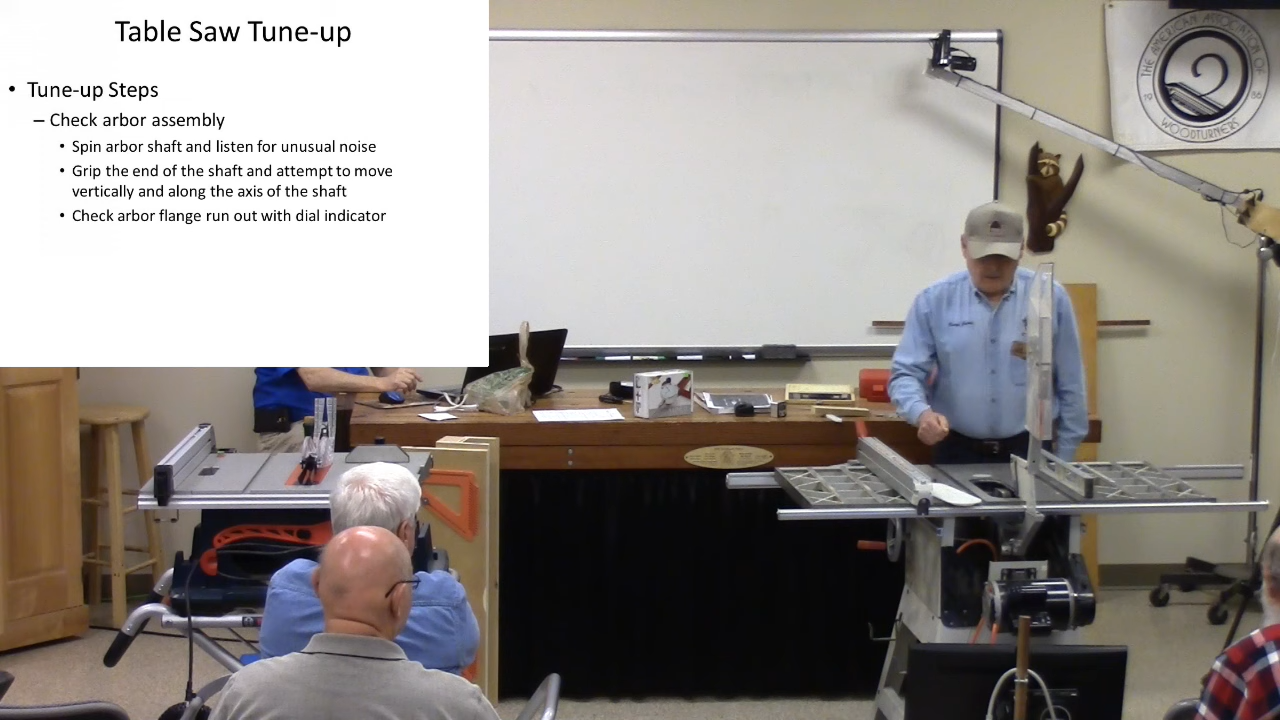 Table Saw Tune-up
• Tune-up Steps
– Check arbor assembly
• Spin arbor shaft and listen for unusual noise
• Grip the end of the shaft and attempt to move
vertically and along the axis of the shaft
• Check arbor flange run out with dial indicator
THE AMERICAN ASSOCIATION OF
19 86
WOODTURNERS